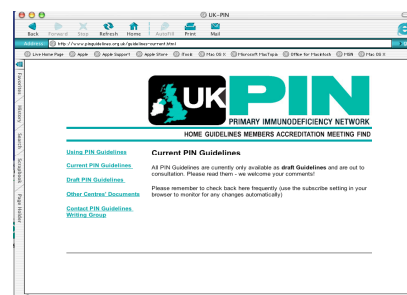 UK-PIN
Back Forward Stop Refresh Home AutoFill Print Mail
Address http://www.pinguidelines.org.uk/guidelines-current.html
Live Home Page Apple Apple Support Apple Store iTools Mac OS X Microsoft MacTopia Office for Macintosh MSN Mac OS X
Favorites
History
Search
Scrapbook
Page Holder
UK PIN
PRIMARY IMMUNODEFICIENCY NETWORK
HOME GUIDELINES MEMBERS ACCREDITATION MEETING FIND
Using PIN Guidelines
Current PIN Guidelines
Draft PIN Guidelines
Other Centres' Documents
Contact PIN Guidelines
Writing Group
Current PIN Guidelines
All PIN Guidelines are currently only available as draft Guidelines and are out to
consultation. Please read them - we welcome your comments!
Please remember to check back here frequently (use the subscribe setting in your
browser to monitor for any changes automatically)